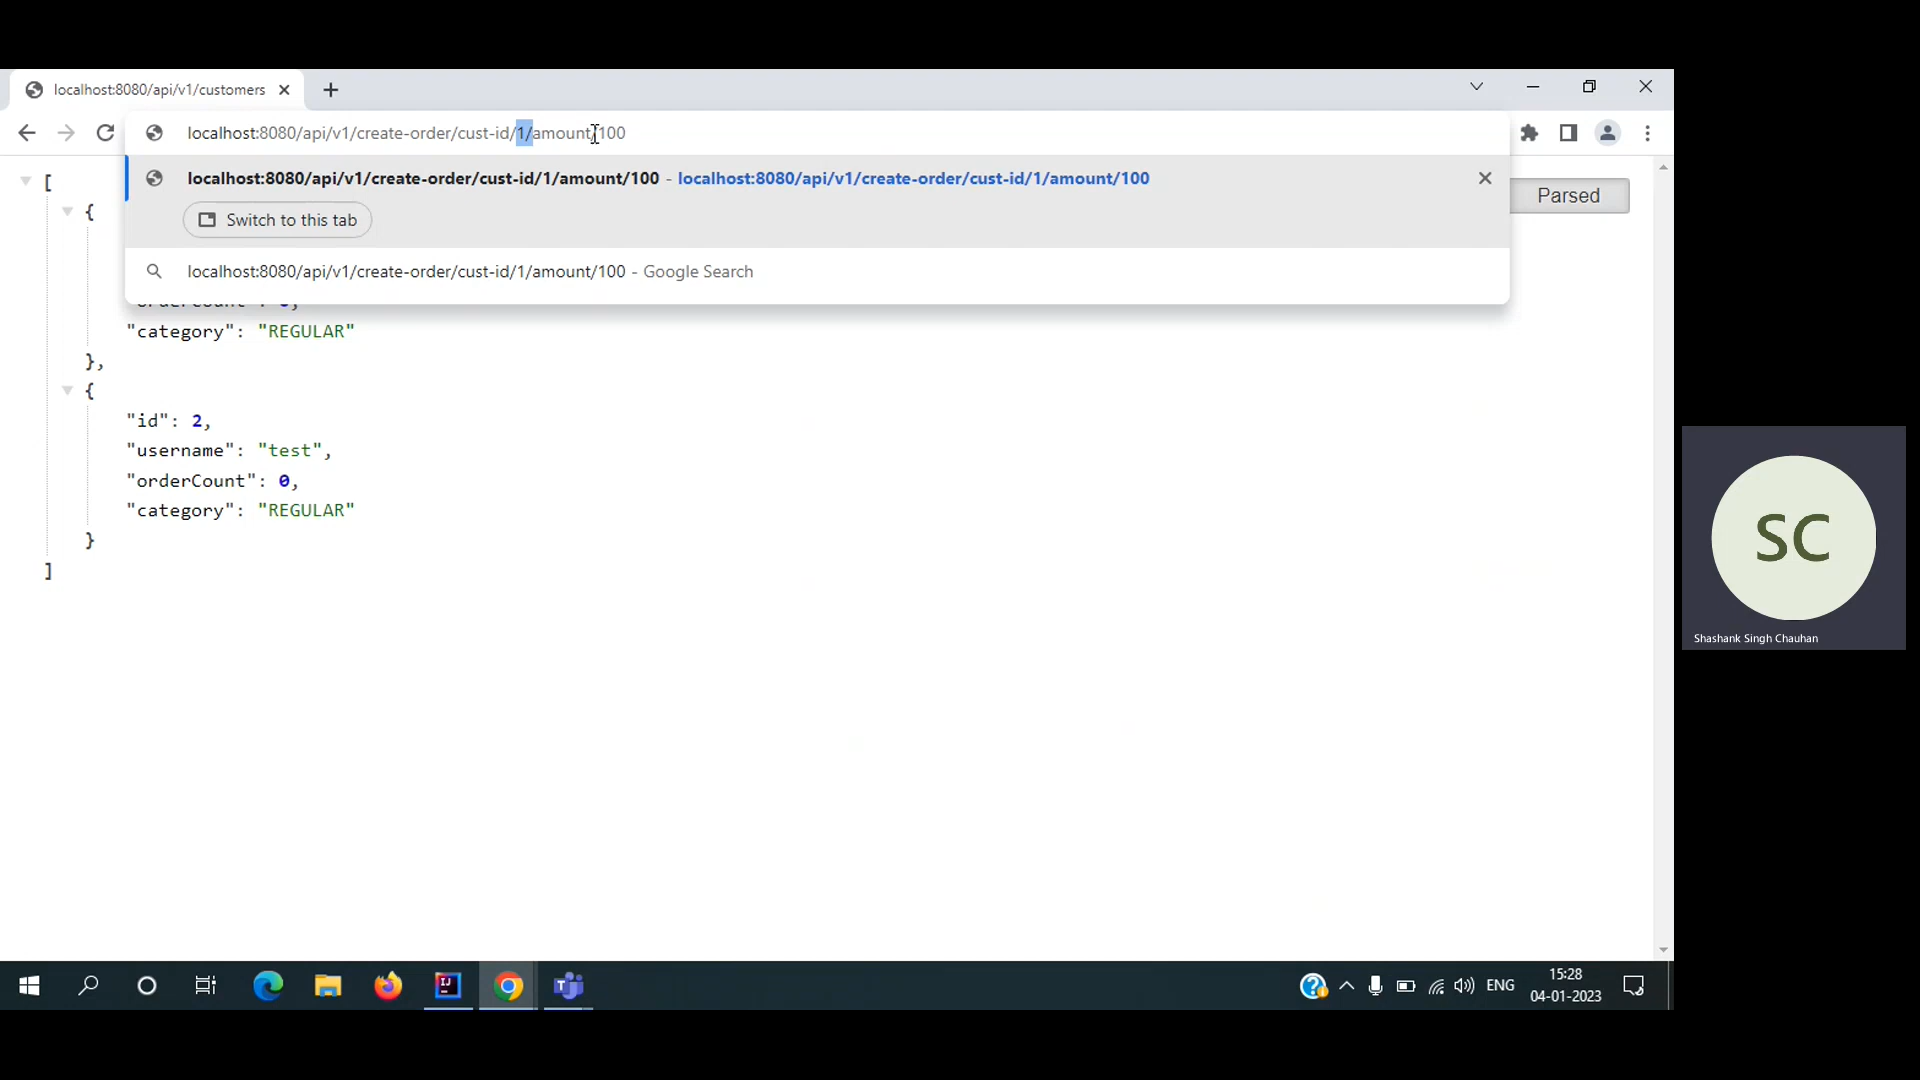 localhost:8080/api/v1/customers
localhost:8080/api/v1/create-order/cust-id/1/amount/100
localhost:8080/api/v1/create-order/cust-id/1/amount/100 - localhost:8080/api/v1/create-order/cust-id/1/amount/100
Switch to this tab
localhost:8080/api/v1/create-order/cust-id/1/amount/100 - Google Search
Parsed
[
{
"category": "REGULAR"
},
{
"id": 2,
"username": "test",
"orderCount": 0,
"category": "REGULAR"
}
]
SC
Shashank Singh Chauhan
ENG
15:28
04-01-2023